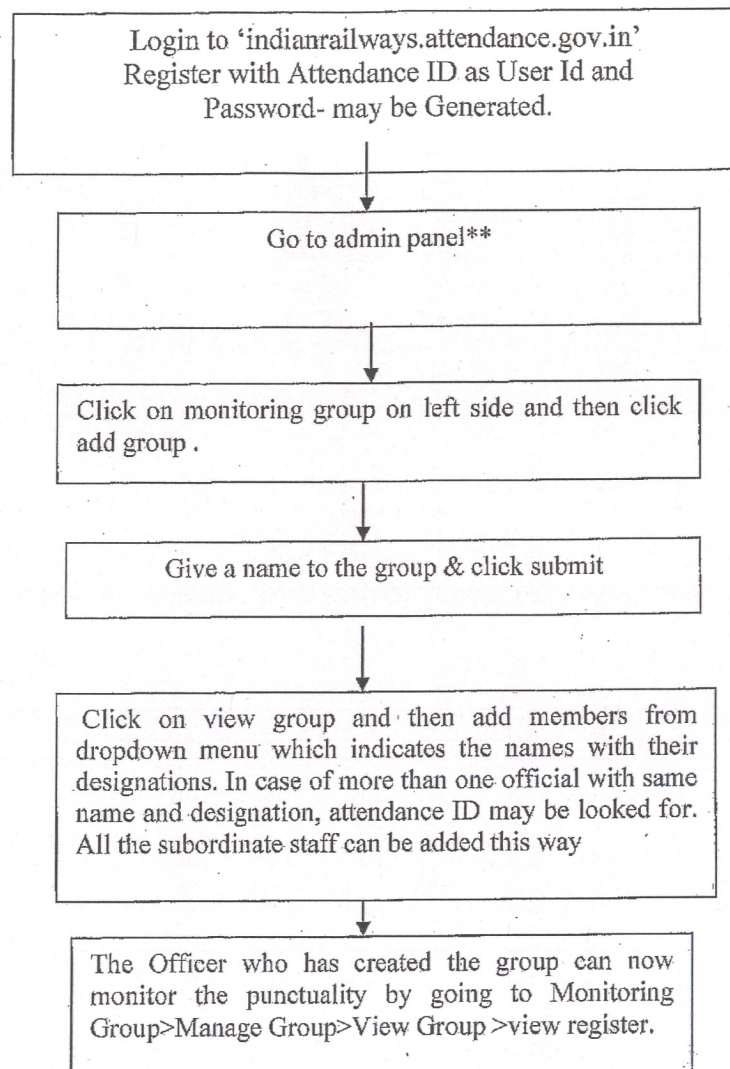 Login to ‘indianrailways.attendance.gov.in’
Register with Attendance ID as User Id and
Password- may be Generated.
Go to admin panel**
Click on monitoring group on left side and then click
add group .
Give a name to the group & click submit
Click on view group and then add members from
dropdown menu which indicates the names with their
designations. In case of more than one official with same
name and designation, attendance ID may be looked for.
All the subordinate staff can be added this way
The Officer who has created the group can now
monitor the punctuality by going to Monitoring
Group>Manage Group>View Group >view register.